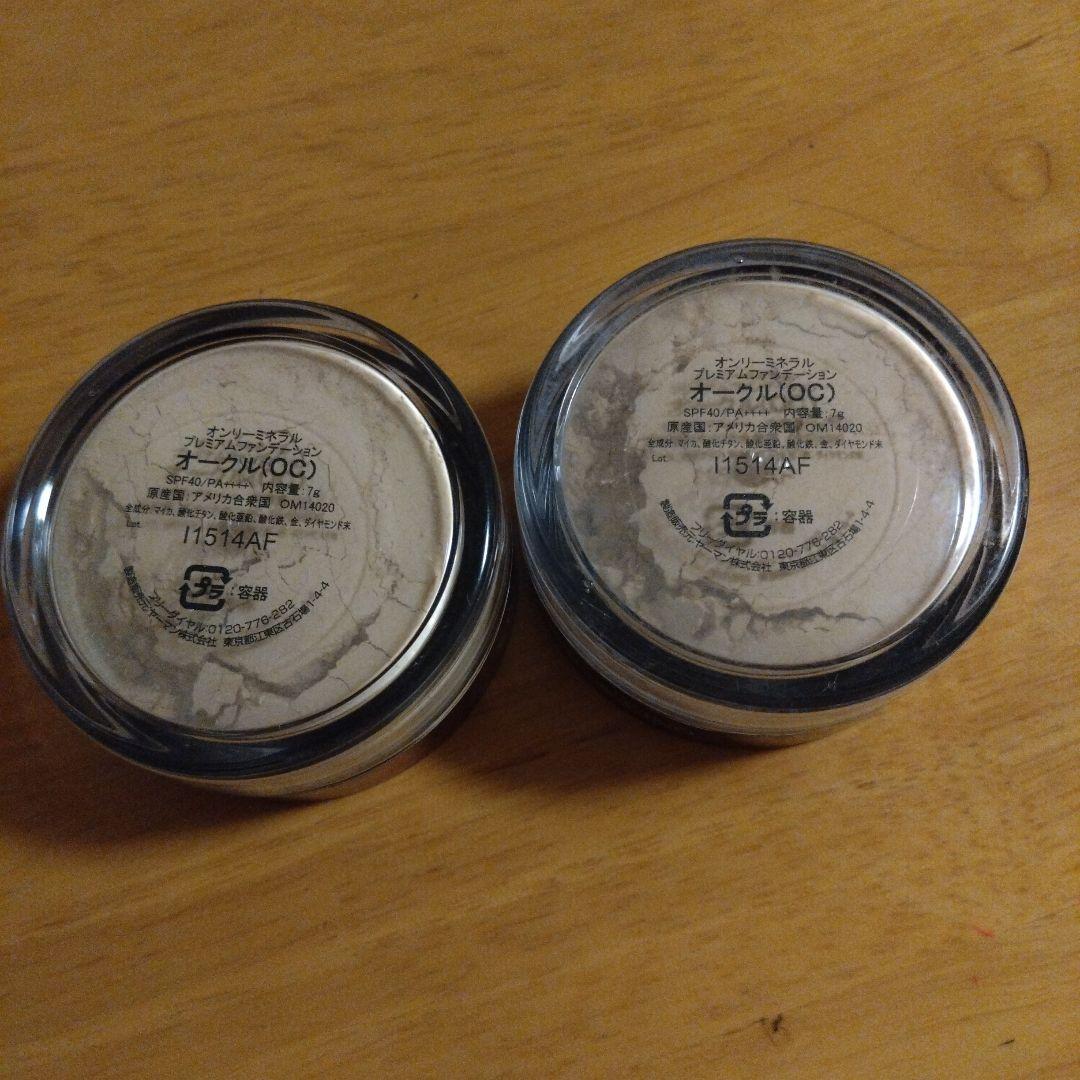 オンリーミネラル
プレミアムファンデーション
オークル(OC)
SPF40/PA++++ 内容量:7g
原産国:アメリカ合衆国 OM14020
全成分 マイカ、酸化チタン、酸化亜鉛、酸化鉄、金、ダイヤモンド末
Lot.
I1514AF
プラ:容器
フリーダイヤル:0120-776-282
製造販売元 ヤーマン株式会社 東京都江東区古石場1-4-4
オンリーミネラル
プレミアムファンデーション
オークル(OC)
SPF40/PA++++ 内容量:7g
原産国:アメリカ合衆国 OM14020
全成分 マイカ、酸化チタン、酸化亜鉛、酸化鉄、金、ダイヤモンド末
Lot.
I1514AF
プラ:容器
フリーダイヤル:0120-776-282
製造販売元 ヤーマン株式会社 東京都江東区古石場1-4-4